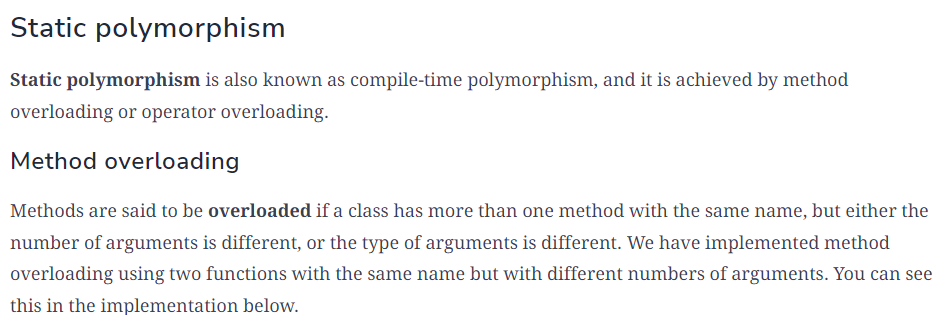 Static polymorphism
Static polymorphism is also known as compile-time polymorphism, and it is achieved by method
overloading or operator overloading.
Method overloading
Methods are said to be overloaded if a class has more than one method with the same name, but either the
number of arguments is different, or the type of arguments is different. We have implemented method
overloading using two functions with the same name but with different numbers of arguments. You can see
this in the implementation below.